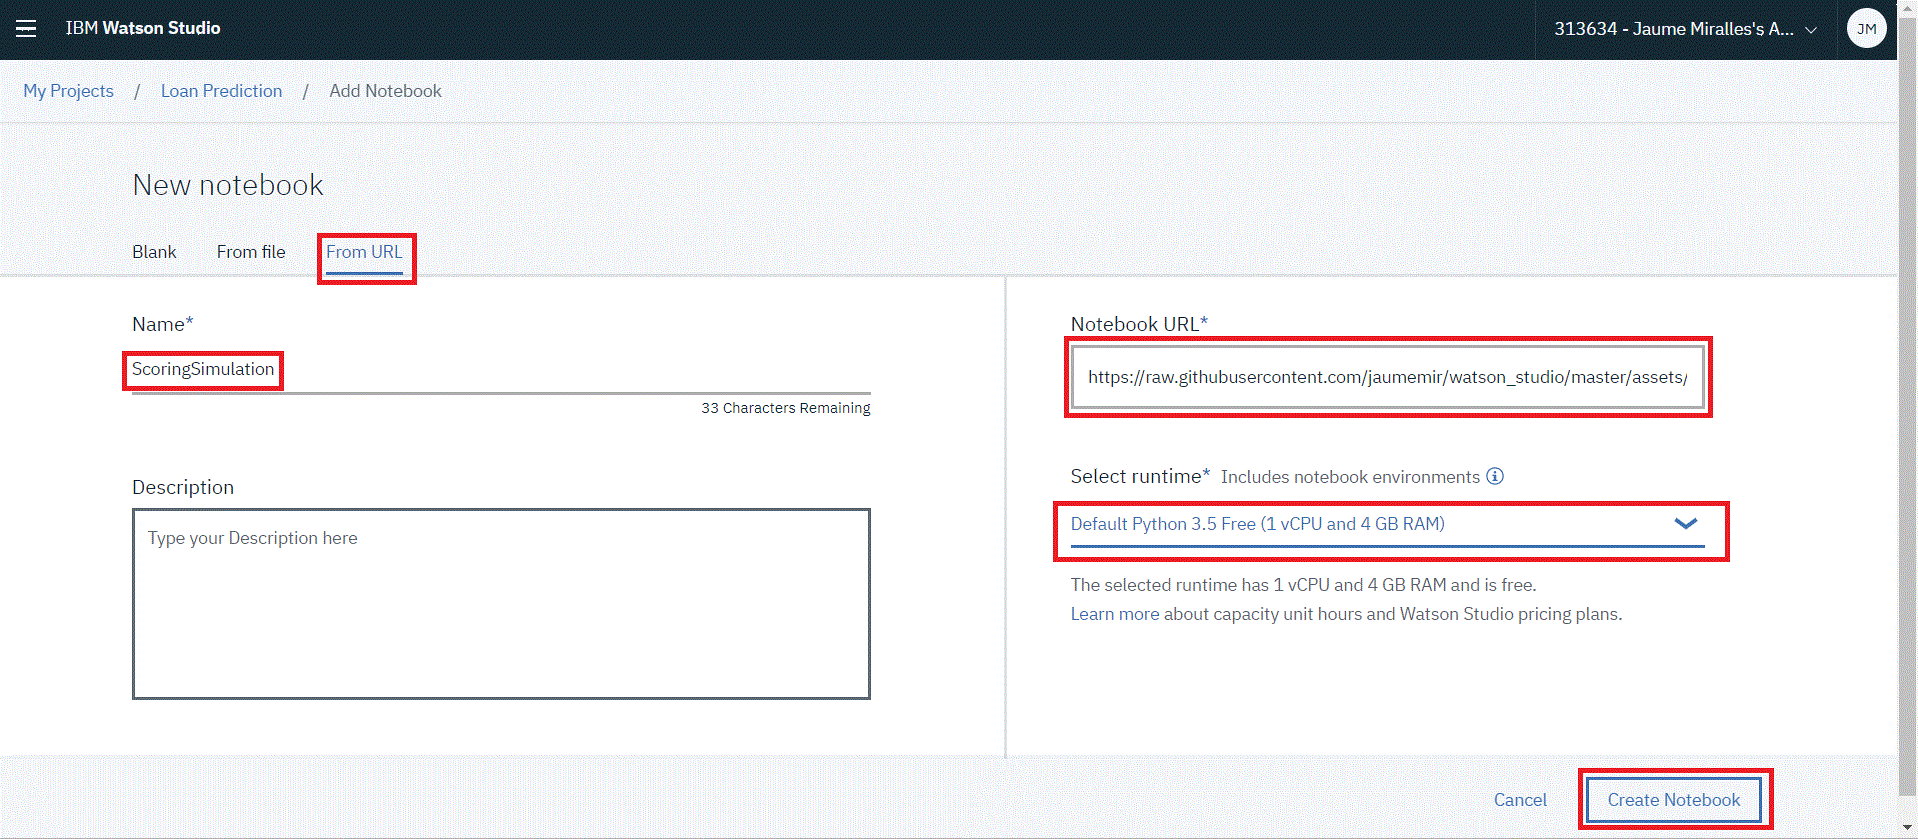 IBM Watson Studio
313634 - Jaume Miralles's A...
JM
My Projects / Loan Prediction / Add Notebook
New notebook
Blank From file From URL
Name*
ScoringSimulation
33 Characters Remaining
Description
Type your Description here
Notebook URL*
https://raw.githubusercontent.com/jaumemir/watson_studio/master/assets/
Select runtime* Includes notebook environments
Default Python 3.5 Free (1 vCPU and 4 GB RAM)
The selected runtime has 1 vCPU and 4 GB RAM and is free.
Learn more about capacity unit hours and Watson Studio pricing plans.
Cancel
Create Notebook